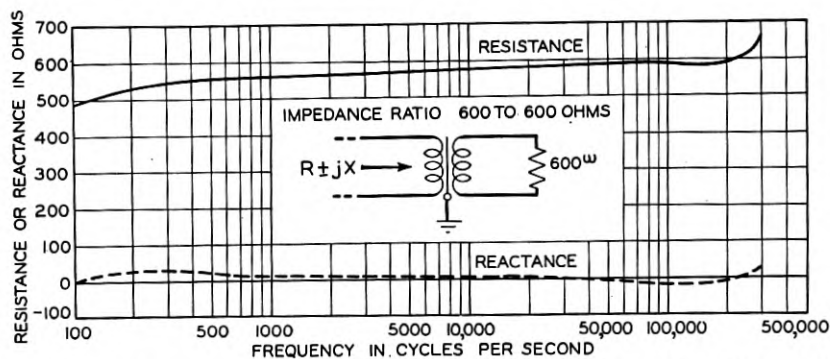 RESISTANCE OR REACTANCE IN OHMS
700
600
500
400
300
200
100
0
-100
RESISTANCE
IMPEDANCE RATIO 600 TO 600 OHMS
R±jX
600ω
REACTANCE
100 500 1000 5000 10,000 50,000 100,000 500,000
FREQUENCY IN CYCLES PER SECOND